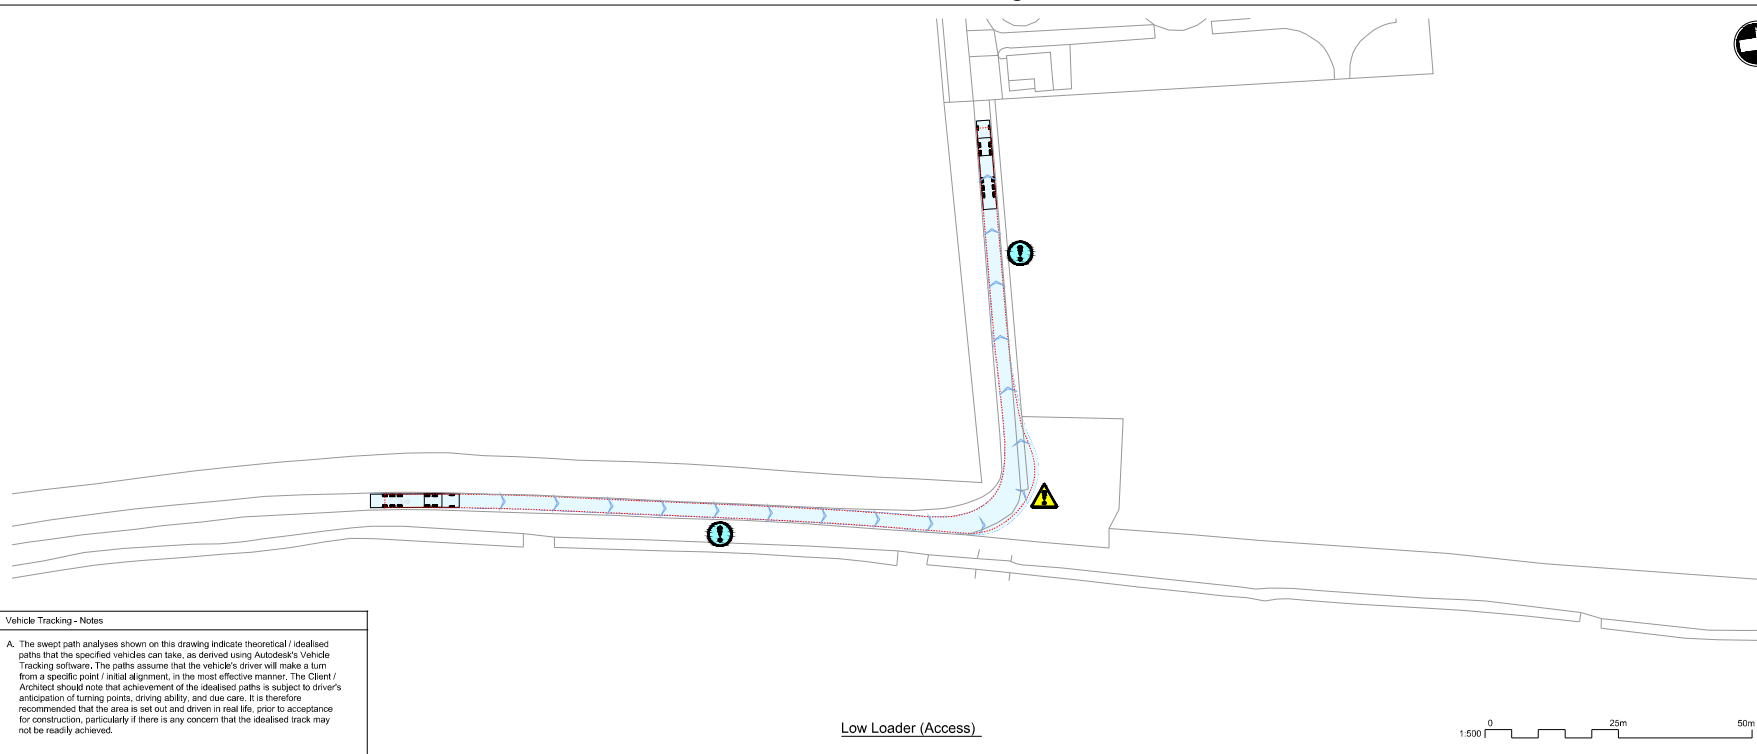 Vehicle Tracking - Notes
A. The swept path analyses shown on this drawing indicate theoretical / idealised
paths that the specified vehicles can take, as derived using Autodesk's Vehicle
Tracking software. The paths assume that the vehicle's driver will make a turn
from a specific point / initial alignment, in the most effective manner. The Client /
Architect should note that achievement of the idealised paths is subject to driver's
anticipation of turning points, driving ability, and due care. It is therefore
recommended that the area is set out and driven in real life, prior to acceptance
for construction, particularly if there is any concern that the idealised track may
not be readily achieved.
Low Loader (Access)
0 25m 50m
1:500